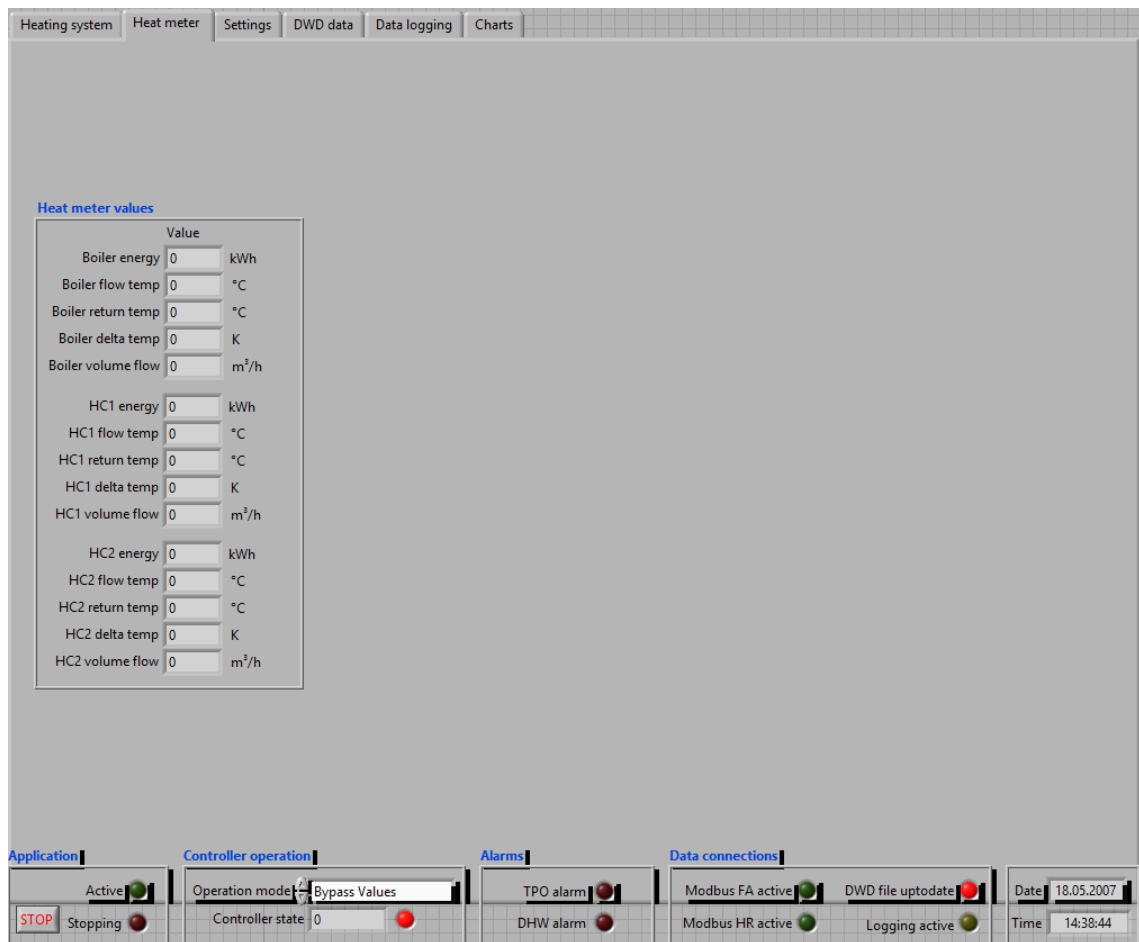 Heating system Heat meter Settings DWD data Data logging Charts
Heat meter values
Value
Boiler energy 0 kWh
Boiler flow temp 0 °C
Boiler return temp 0 °C
Boiler delta temp 0 K
Boiler volume flow 0 m³/h
HC1 energy 0 kWh
HC1 flow temp 0 °C
HC1 return temp 0 °C
HC1 delta temp 0 K
HC1 volume flow 0 m³/h
HC2 energy 0 kWh
HC2 flow temp 0 °C
HC2 return temp 0 °C
HC2 delta temp 0 K
HC2 volume flow 0 m³/h
Application Controller operation Alarms Data connections
Active Operation mode Bypass Values TPO alarm Modbus FA active DWD file uptodate Date 18.05.2007
STOP Stopping Controller state 0 DHW alarm Modbus HR active Logging active Time 14:38:44